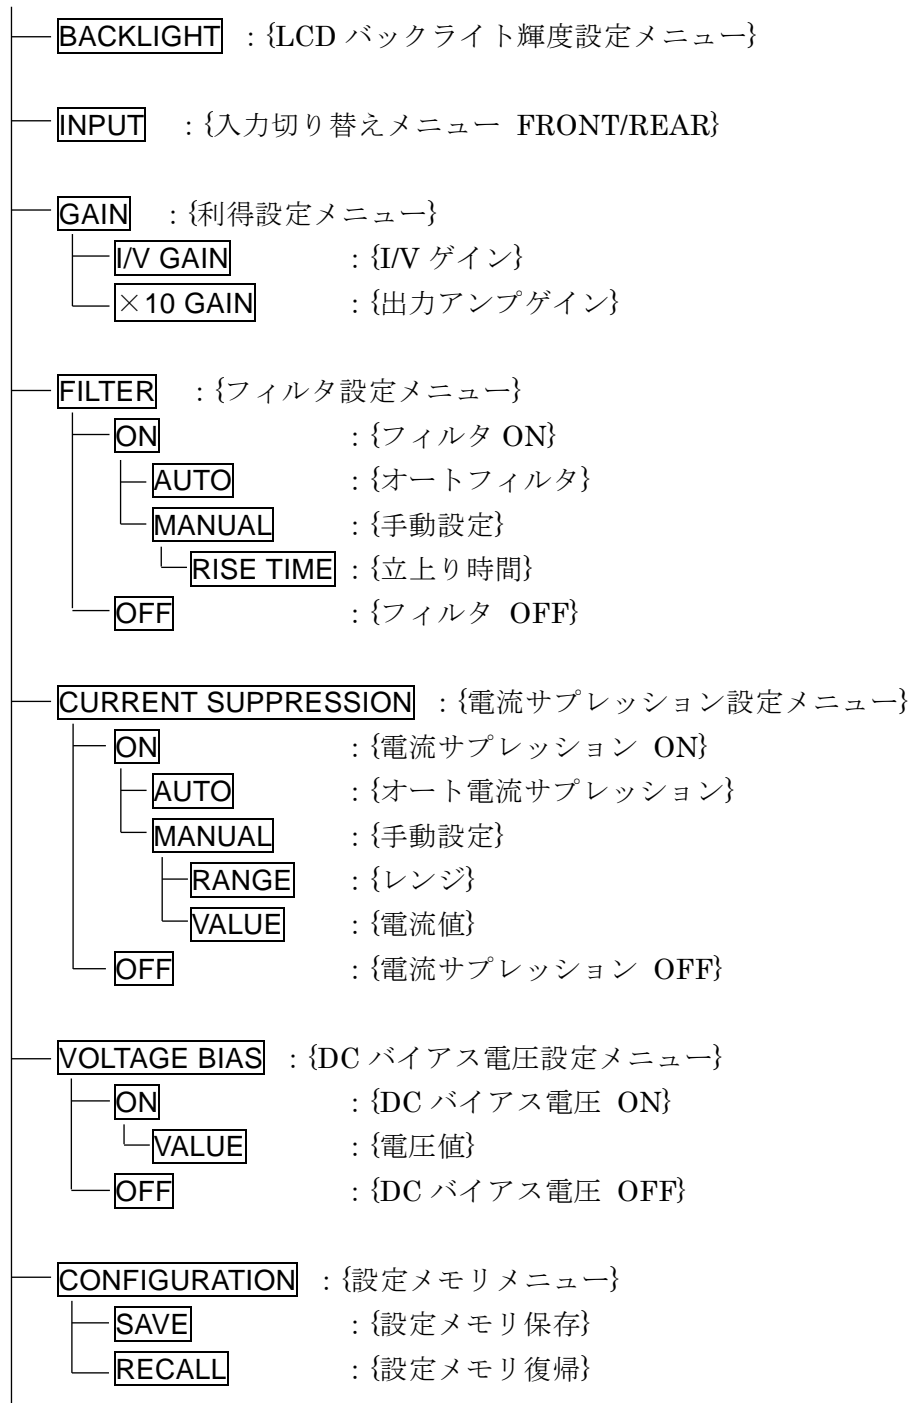 BACKLIGHT : {LCD バックライト輝度設定メニュー}
INPUT : {入力切り替えメニュー FRONT/REAR}
GAIN : {利得設定メニュー}
I/V GAIN : {I/V ゲイン}
×10 GAIN : {出力アンプゲイン}
FILTER : {フィルタ設定メニュー}
ON : {フィルタ ON}
AUTO : {オートフィルタ}
MANUAL : {手動設定}
RISE TIME : {立上り時間}
OFF : {フィルタ OFF}
CURRENT SUPPRESSION : {電流サプレッション設定メニュー}
ON : {電流サプレッション ON}
AUTO : {オート電流サプレッション}
MANUAL : {手動設定}
RANGE : {レンジ}
VALUE : {電流値}
OFF : {電流サプレッション OFF}
VOLTAGE BIAS : {DC バイアス電圧設定メニュー}
ON : {DC バイアス電圧 ON}
VALUE : {電圧値}
OFF : {DC バイアス電圧 OFF}
CONFIGURATION : {設定メモリメニュー}
SAVE : {設定メモリ保存}
RECALL : {設定メモリ復帰}